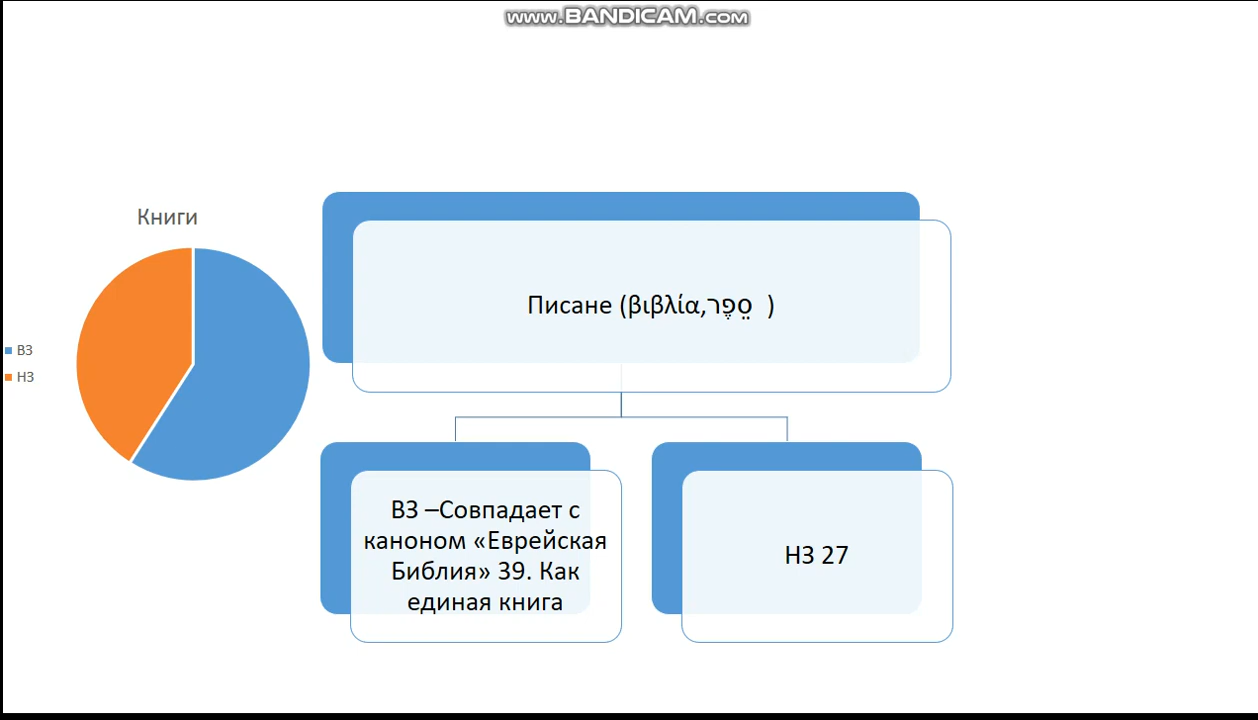 www.BANDICAM.com
Книги
ВЗ
НЗ
Писане (βιβλία,סֵפֶר )
ВЗ –Совпадает с
каноном «Еврейская
Библия» 39. Как
единая книга
НЗ 27